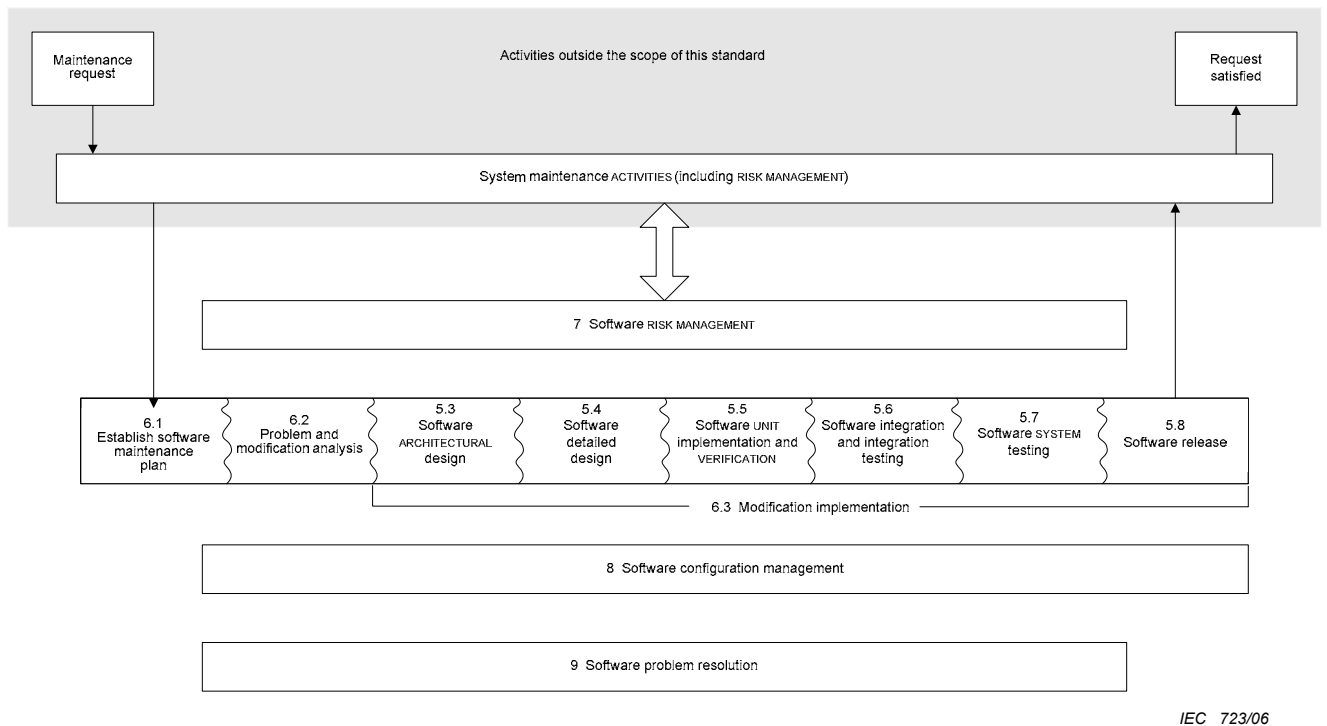 Maintenance
request
Activities outside the scope of this standard
Request
satisfied
System maintenance ACTIVITIES (including RISK MANAGEMENT)
7 Software RISK MANAGEMENT
6.1
Establish software
maintenance
plan
6.2
Problem and
modification analysis
5.3
Software
ARCHITECTURAL
design
5.4
Software
detailed
design
5.5
Software UNIT
implementation and
VERIFICATION
5.6
Software integration
and integration
testing
5.7
Software SYSTEM
testing
5.8
Software release
6.3 Modification implementation
8 Software configuration management
9 Software problem resolution
IEC 723/06